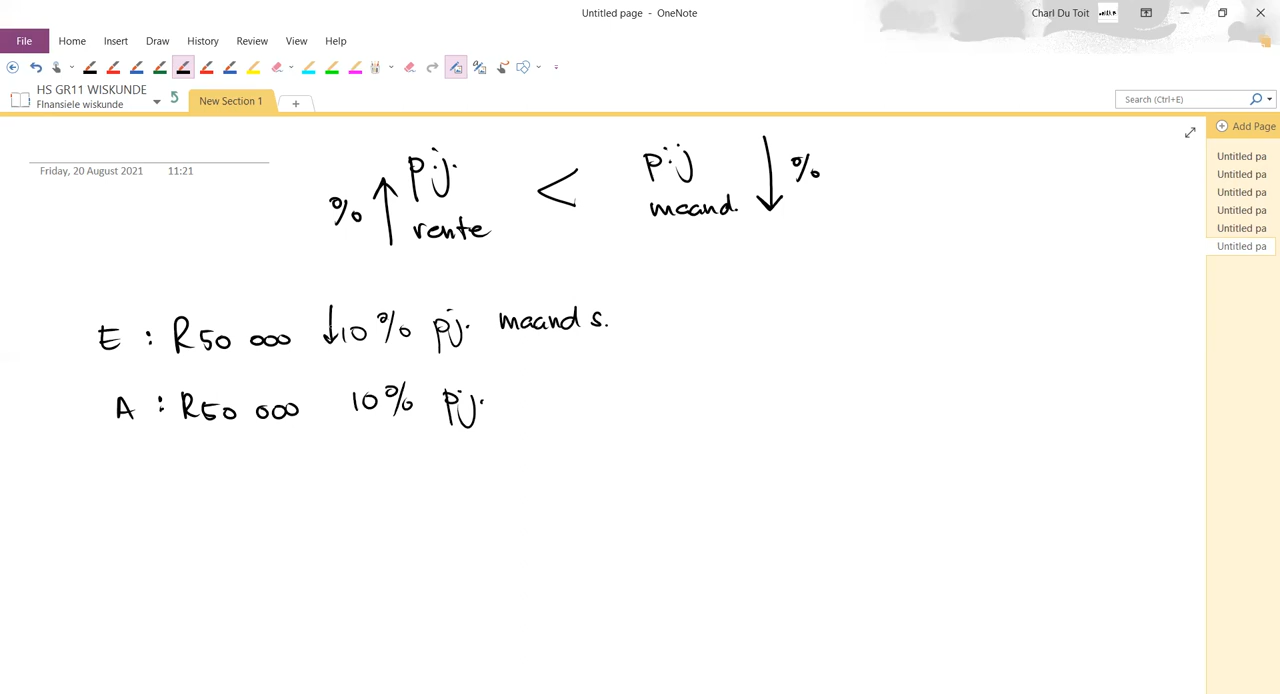 Untitled page - OneNote
Charl Du Toit
File Home Insert Draw History Review View Help
HS GR11 WISKUNDE
FInansiele wiskunde
New Section 1
+
Search (Ctrl+E)
Add Page
Untitled pa
Untitled pa
Untitled pa
Untitled pa
Untitled pa
Untitled pa
Friday, 20 August 2021 11:21
% ↑ p.j. < p.j ↓ %
rente maand.
E : R50 000 ↓10% p.j. maand s.
A : R50 000 10% p.j.